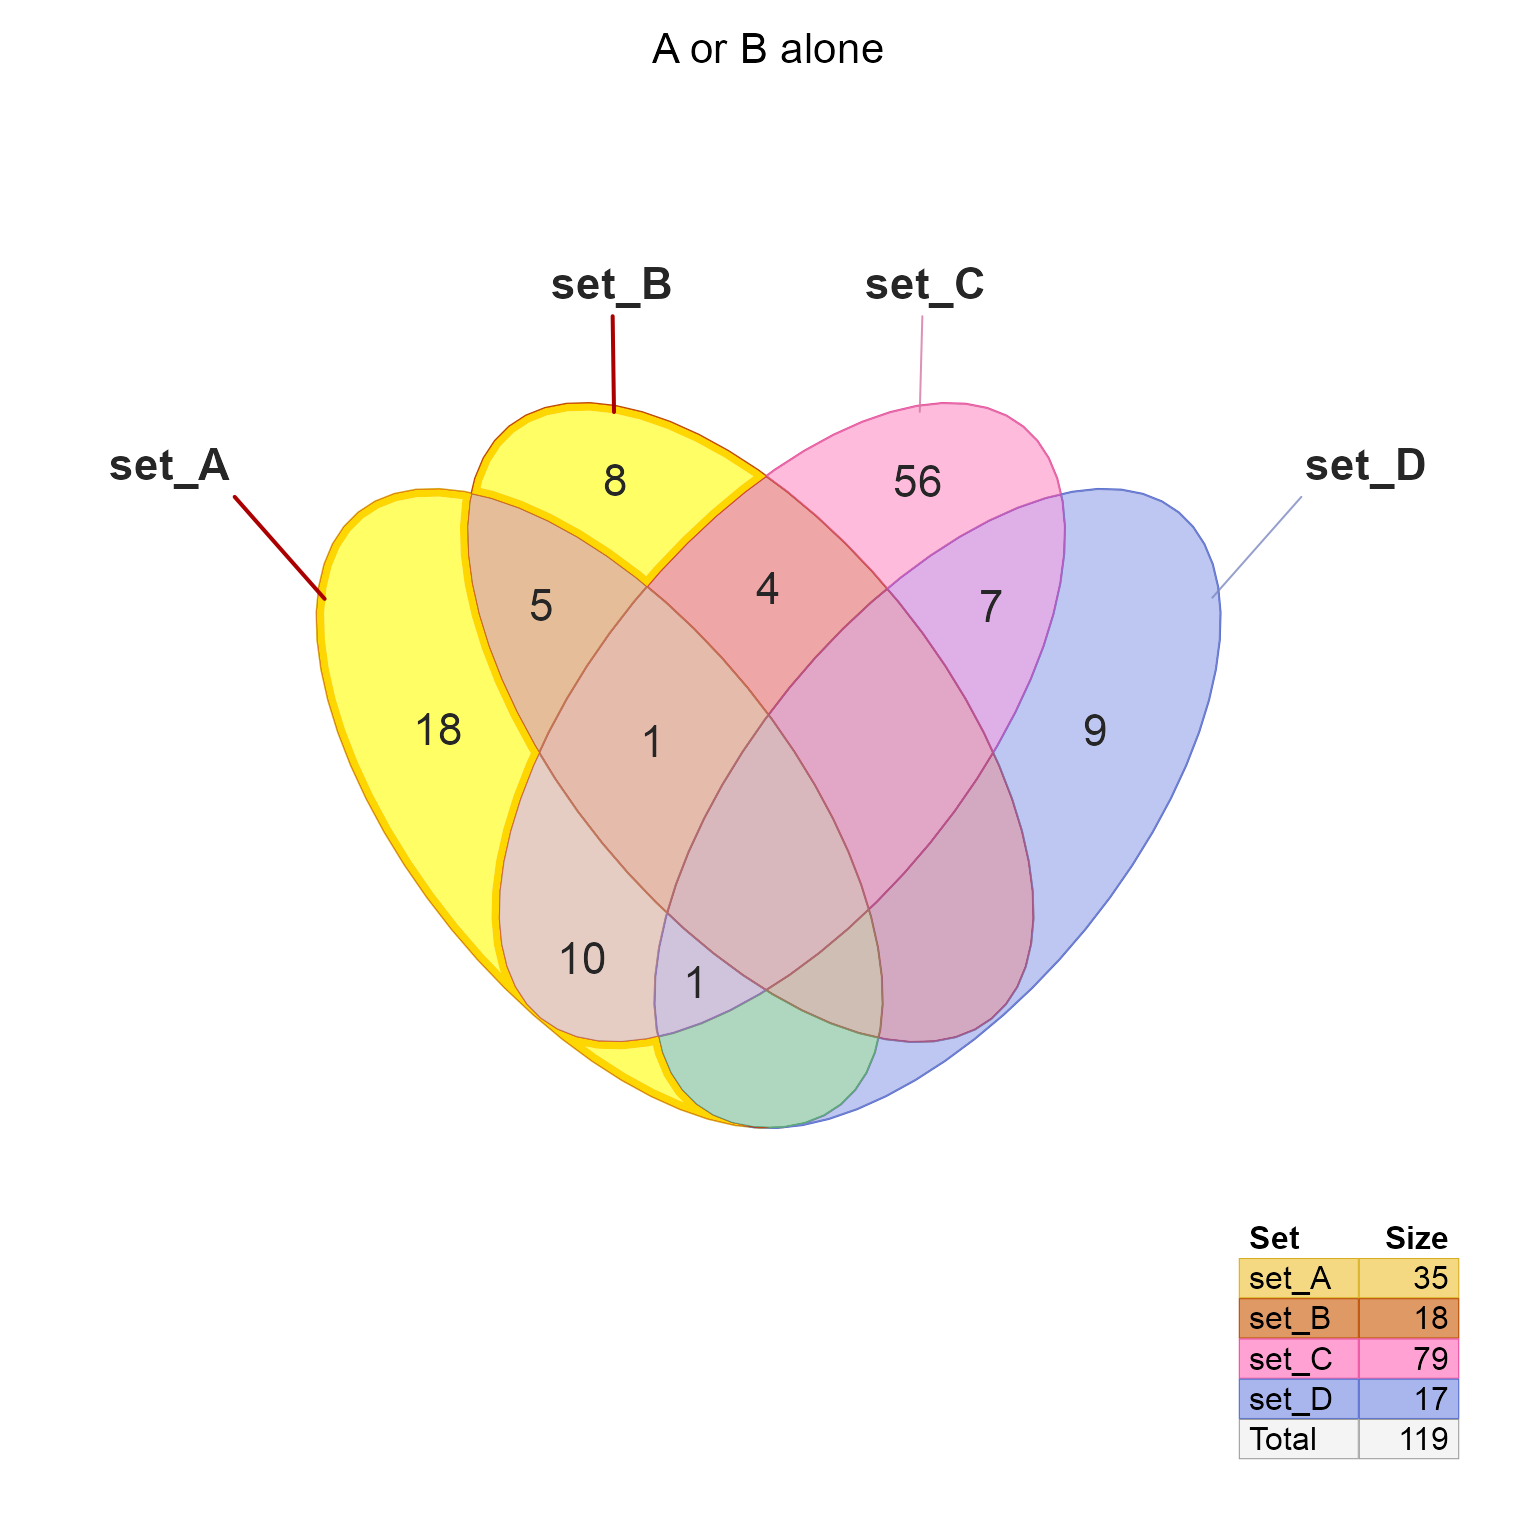 A or B alone
set_B
set_C
set_A
set_D
8
56
5
4
7
18
1
9
10
1
Set Size
set_A 35
set_B 18
set_C 79
set_D 17
Total 119